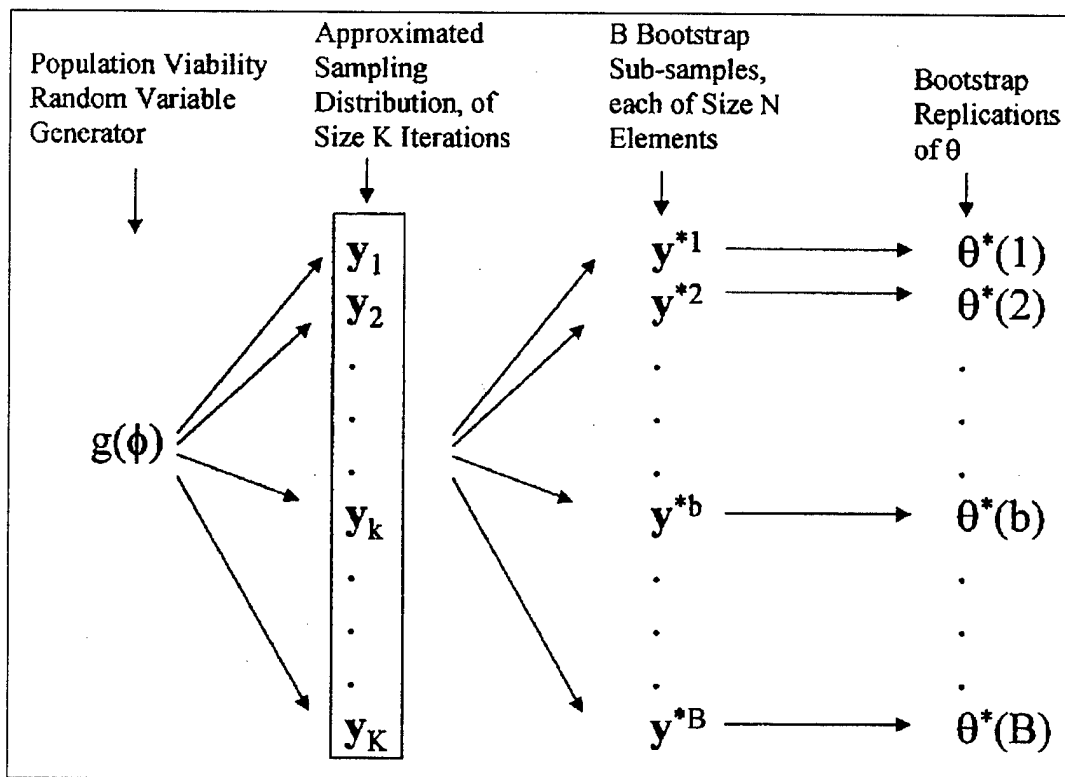 Population Viability
Random Variable
Generator
Approximated
Sampling
Distribution, of
Size K Iterations
B Bootstrap
Sub-samples,
each of Size N
Elements
Bootstrap
Replications
of θ
g(ϕ)
y₁
y₂
.
.
.
yₖ
.
.
.
y_K
y*¹
y*²
.
.
.
y*ᵇ
.
.
.
y*ᴮ
θ*(1)
θ*(2)
.
.
.
θ*(b)
.
.
.
θ*(B)